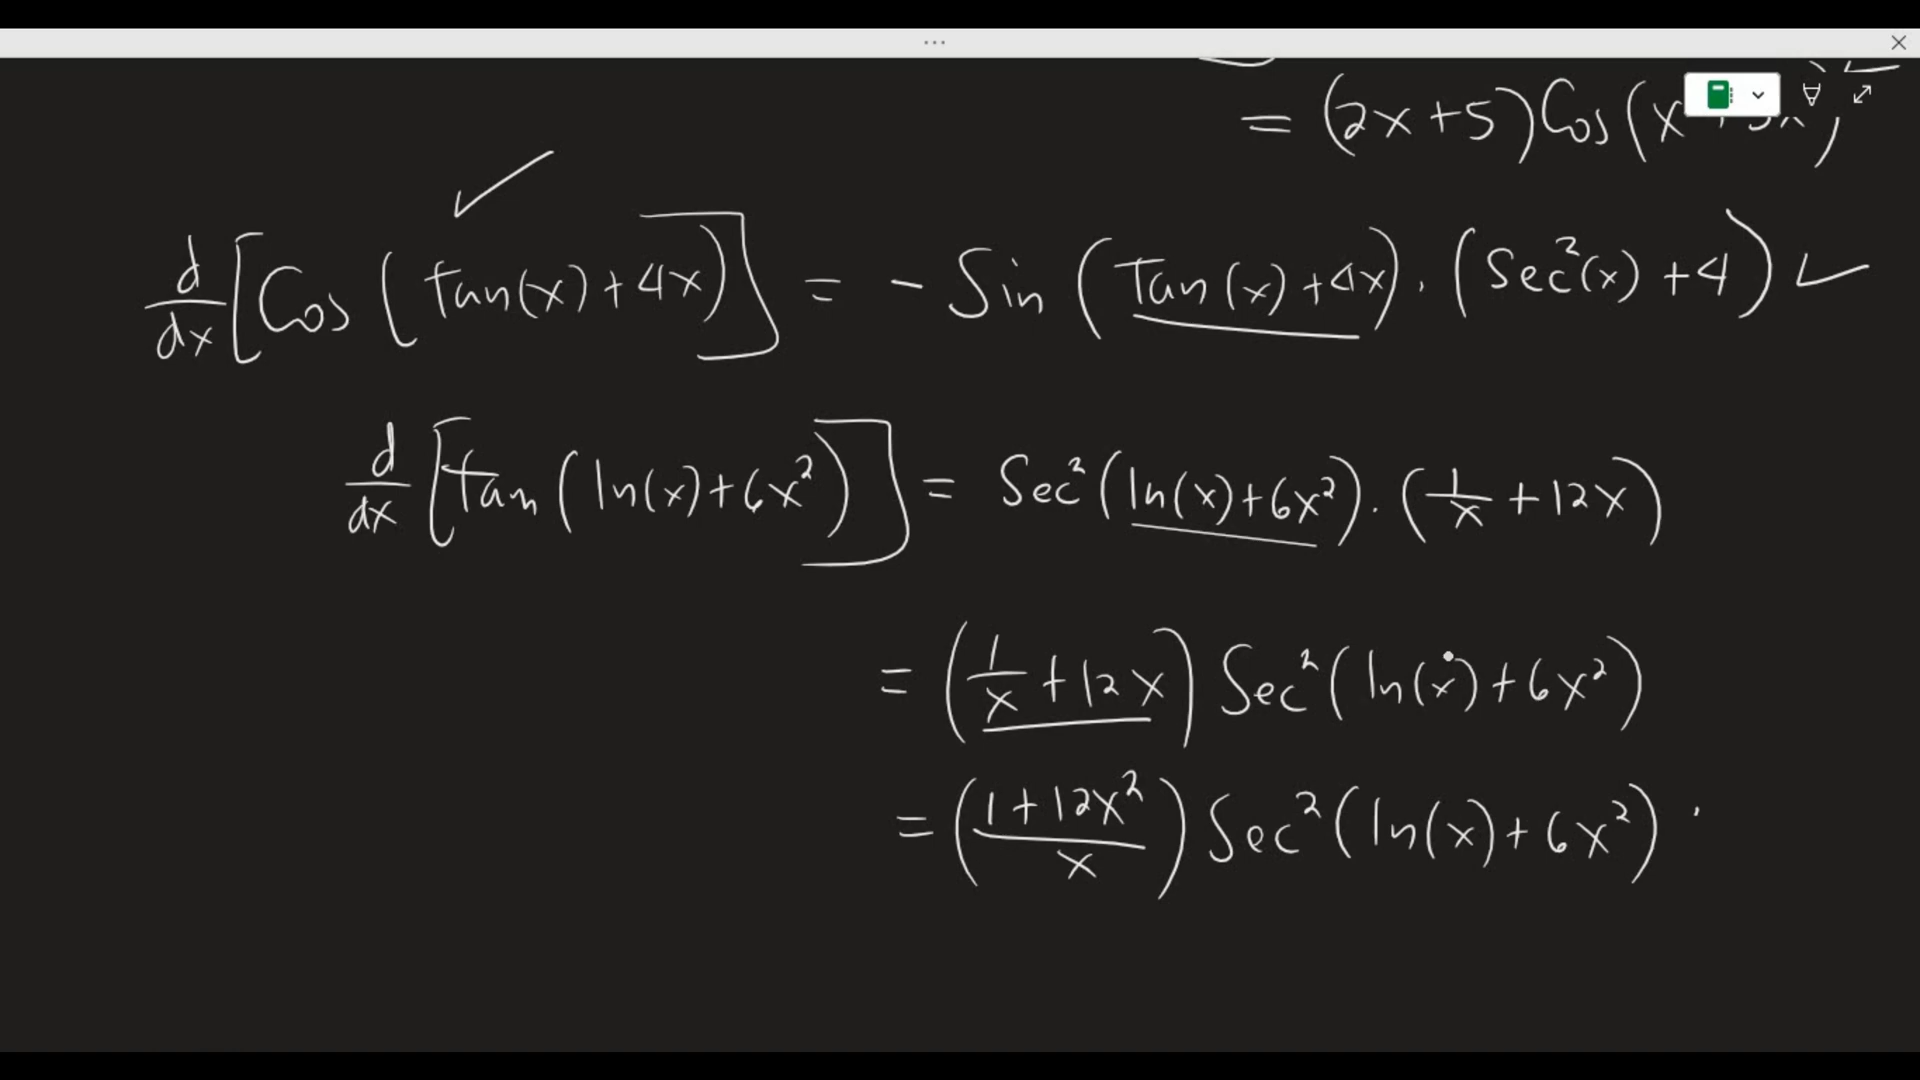 = (2x+5)Cos(x
d/dx [Cos (tan(x)+4x)] = - Sin (Tan(x)+4x) · (Sec²(x)+4)
d/dx [tan (ln(x)+6x²)] = Sec² (ln(x)+6x²) · (1/x + 12x)
= (1/x + 12x) Sec² (ln(x)+6x²)
= ((1+12x²)/x) Sec² (ln(x)+6x²) .